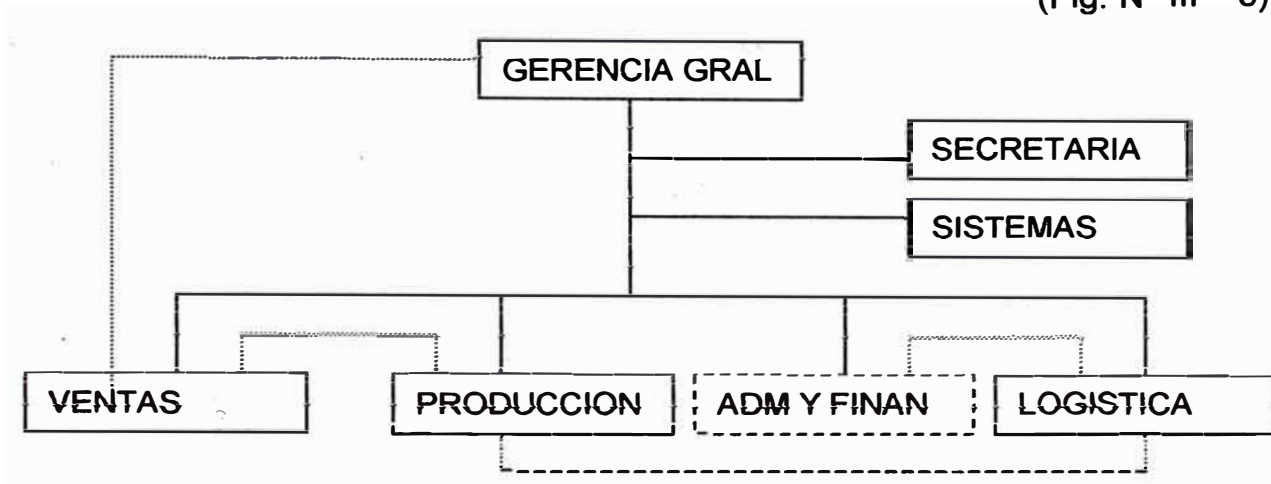 GERENCIA GRAL
SECRETARIA
SISTEMAS
VENTAS
PRODUCCION
ADM Y FINAN
LOGISTICA